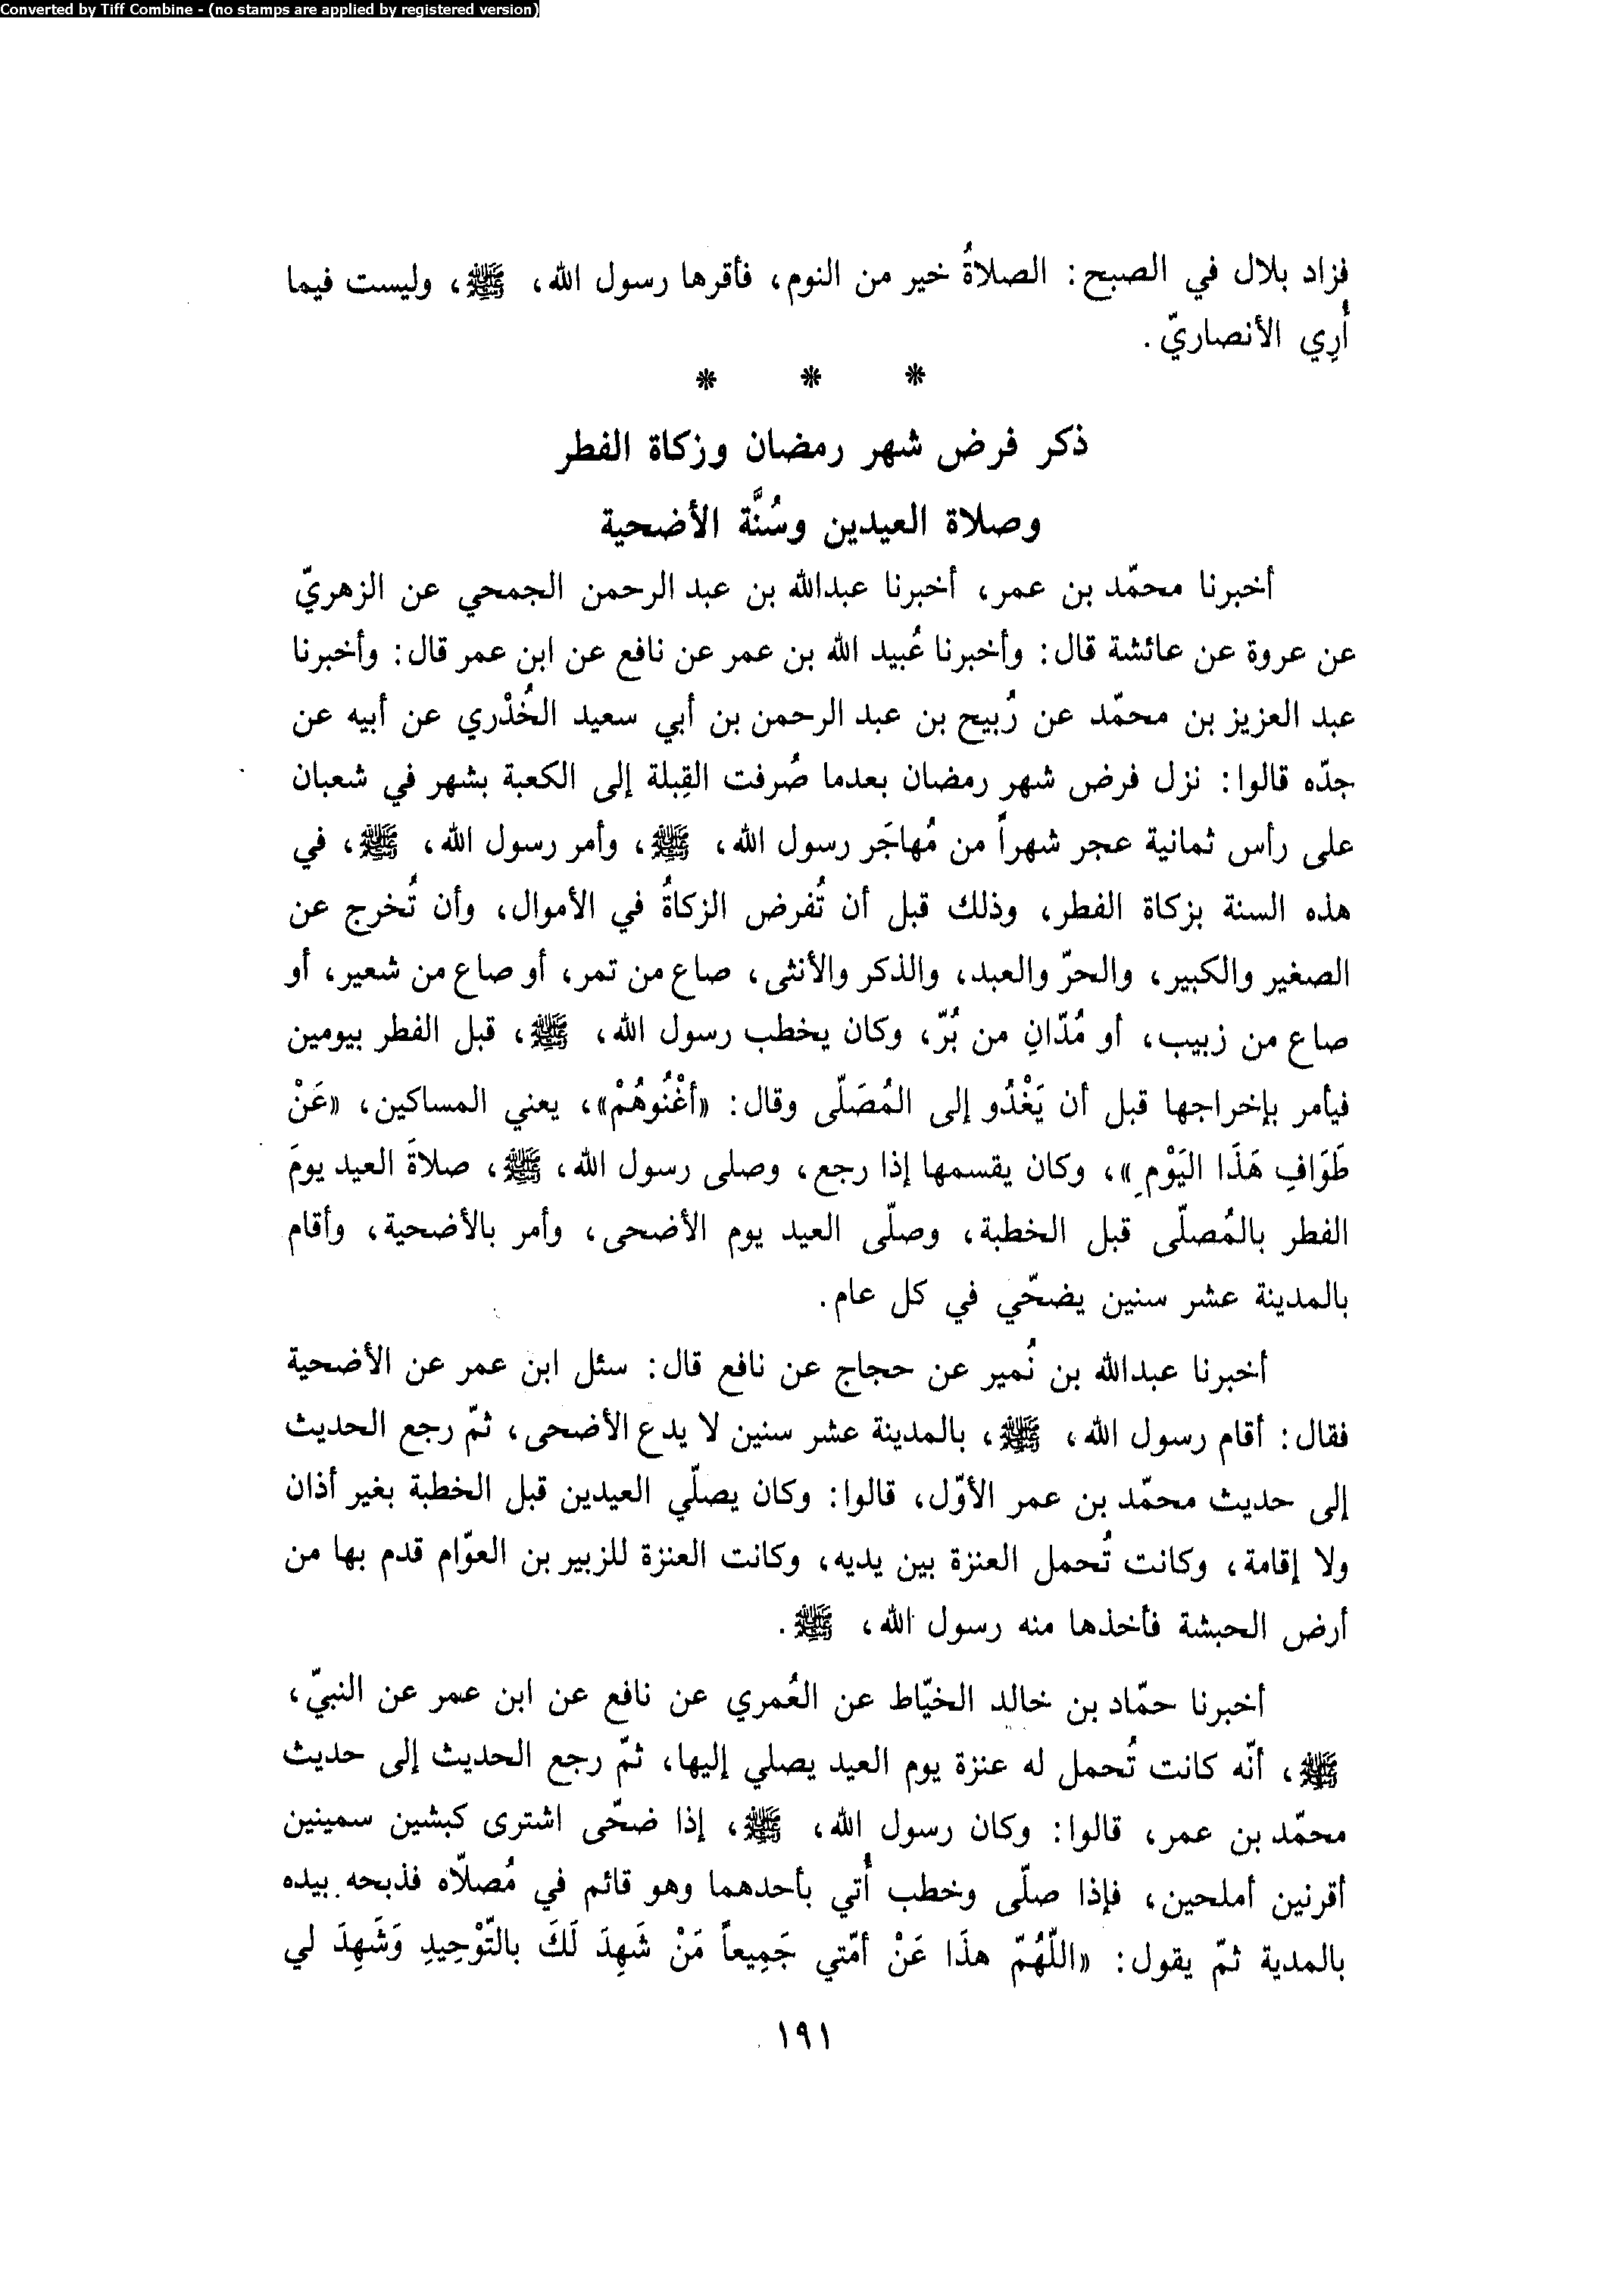 Converted by Tiff Combine - (no stamps are applied by registered version)
فزاد بلال في الصبح: الصلاةُ خير من النوم، فأقرها رسول الله، ﷺ، وليست فيما
أُرِي الأنصاريّ.
* * *
ذكر فرض شهر رمضان وزكاة الفطر
وصلاة العيدين وسُنَّة الأضحية
أخبرنا محمّد بن عمر، أخبرنا عبدالله بن عبد الرحمن الجمحي عن الزهريّ
عن عروة عن عائشة قال: وأخبرنا عُبيد الله بن عمر عن نافع عن ابن عمر قال: وأخبرنا
عبد العزيز بن محمّد عن رُبيح بن عبد الرحمن بن أبي سعيد الخُدْري عن أبيه عن
جدّه قالوا: نزل فرض شهر رمضان بعدما صُرفت القِبلة إلى الكعبة بشهر في شعبان
على رأس ثمانية عجر شهراً من مُهاجَر رسول الله، ﷺ، وأمر رسول الله، ﷺ، في
هذه السنة بزكاة الفطر، وذلك قبل أن تُفرض الزكاةُ في الأموال، وأن تُخرج عن
الصغير والكبير، والحرّ والعبد، والذكر والأنثى، صاع من تمر، أو صاع من شعير، أو
صاع من زبيب، أو مُدّانِ من بُرّ، وكان يخطب رسول الله، ﷺ، قبل الفطر بيومين
فيأمر بإخراجها قبل أن يَغْدُو إلى المُصَلّى وقال: «أغْنُوهُمْ»، يعني المساكين، «عَنْ
طَوَافِ هَذَا اليَوْمِ»، وكان يقسمها إذا رجع، وصلى رسول الله، ﷺ، صلاةَ العيد يومَ
الفطر بالمُصلّى قبل الخطبة، وصلّى العيد يوم الأضحى، وأمر بالأضحية، وأقام
بالمدينة عشر سنين يضحّي في كل عام.
أخبرنا عبدالله بن نُمير عن حجاج عن نافع قال: سئل ابن عمر عن الأضحية
فقال: أقام رسول الله، ﷺ، بالمدينة عشر سنين لا يدع الأضحى، ثمّ رجع الحديث
إلى حديث محمّد بن عمر الأوّل، قالوا: وكان يصلّي العيدين قبل الخطبة بغير أذان
ولا إقامة، وكانت تُحمل العنزة بين يديه، وكانت العنزة للزبير بن العوّام قدم بها من
أرض الحبشة فأخذها منه رسول الله، ﷺ.
أخبرنا حمّاد بن خالد الخيّاط عن العُمري عن نافع عن ابن عمر عن النبيّ،
ﷺ، أنّه كانت تُحمل له عنزة يوم العيد يصلي إليها، ثمّ رجع الحديث إلى حديث
محمّد بن عمر، قالوا: وكان رسول الله، ﷺ، إذا ضحّى اشترى كبشين سمينين
أقرنين أملحين، فإذا صلّى وخطب أُتي بأحدهما وهو قائم في مُصلاّه فذبحه بيده
بالمدية ثمّ يقول: «اللّهُمّ هذَا عَنْ أمّتي جَمِيعاً مَنْ شَهِدَ لَكَ بالتّوْحِيدِ وَشَهِدَ لي
١٩١